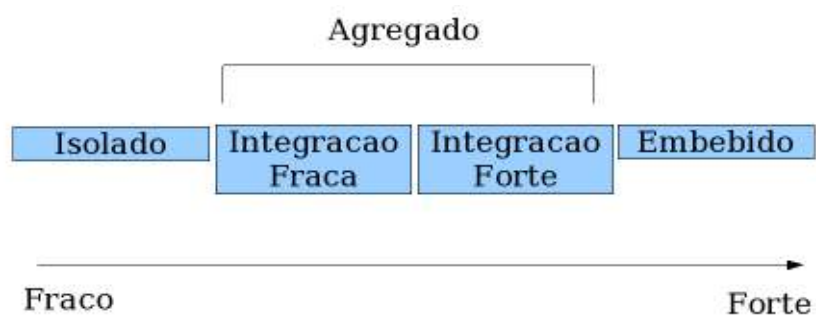 Agregado
Isolado
Integracao
Fraca
Integracao
Forte
Embebido
Fraco
Forte